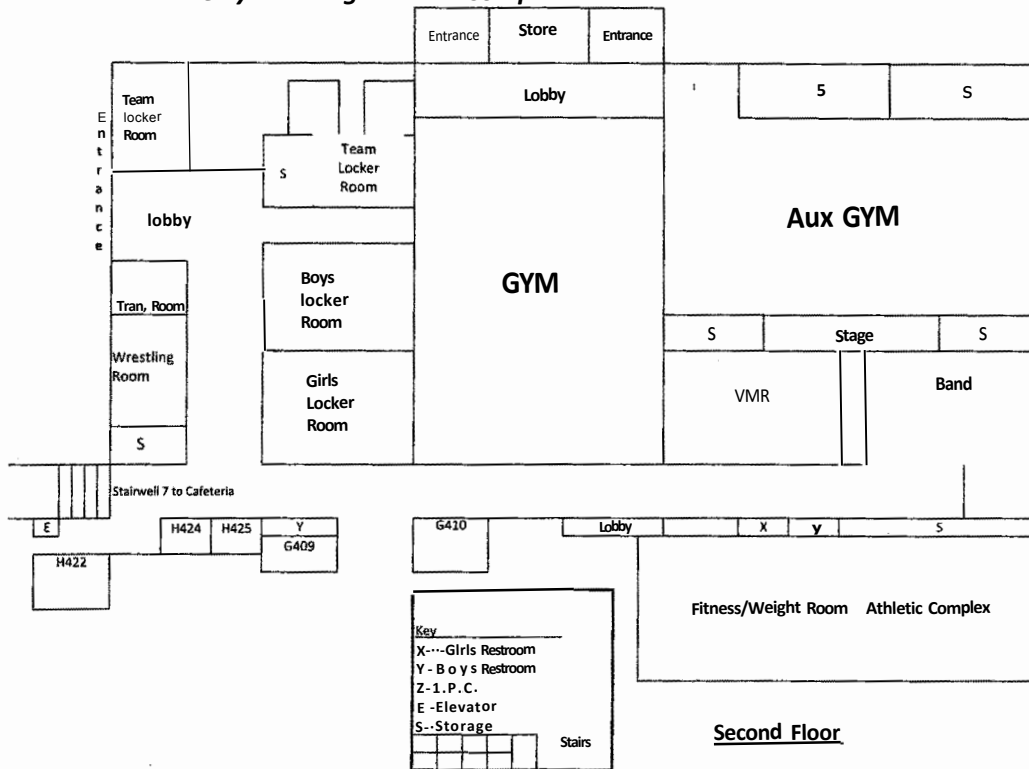 Entrance
Store
Entrance
Lobby
5
S
Team
locker
Room
Entrance
Team
Locker
Room
S
lobby
Aux GYM
GYM
Boys
locker
Room
Tran, Room
Wrestling
Room
S
Girls
Locker
Room
S
Stage
S
VMR
Band
Stairwell 7 to Cafeteria
E
H424
H425
Y
G409
H422
G410
Lobby
X
y
S
Fitness/Weight Room Athletic Complex
Key
X-···-GIrls Restroom
Y-Boys Restroom
Z-1.P.C.
E -Elevator
S-·Storage
Stairs
Second Floor